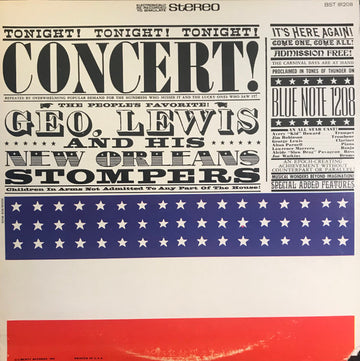 ELECTRONICALLY
RE-RECORDED
TO SIMULATE Stereo
BST 81208
TONIGHT! TONIGHT! TONIGHT!
CONCERT!
REPEATED BY OVERWHELMING POPULAR DEMAND FOR THE HUNDREDS WHO MISSED IT AND THE LUCKY ONES WHO SAW IT!
OF THE PEOPLE'S FAVORITE!
GEO. LEWIS
AND HIS
NEW ORLEANS
STOMPERS
Children In Arms Not Admitted To Any Part Of The House!
IT'S HERE AGAIN!
COME ONE, COME ALL!
ADMISSION FREE!
THE CARNIVAL DAYS ARE AT HAND
PROCLAIMED IN TONES OF THUNDER ON
BLUE NOTE 1208
AN ALL STAR CAST!
Avery "Kid" Howard Trumpet
Jim Robinson Trombone
George Lewis Clarinet
Alton Purnell Piano
Lawrence Marrero Banjo
Alcide "Slow Drag" Pavageau, Bass
Joe Watkins Drums
AN EPOCH-CREATING
ACHIEVEMENT WITHOUT
COUNTERPART OR PARALLEL!
MUSICAL WONDERS BEYOND IMAGINATION!
SPECIAL ADDED FEATURES
PRINTED IN U.S.A.